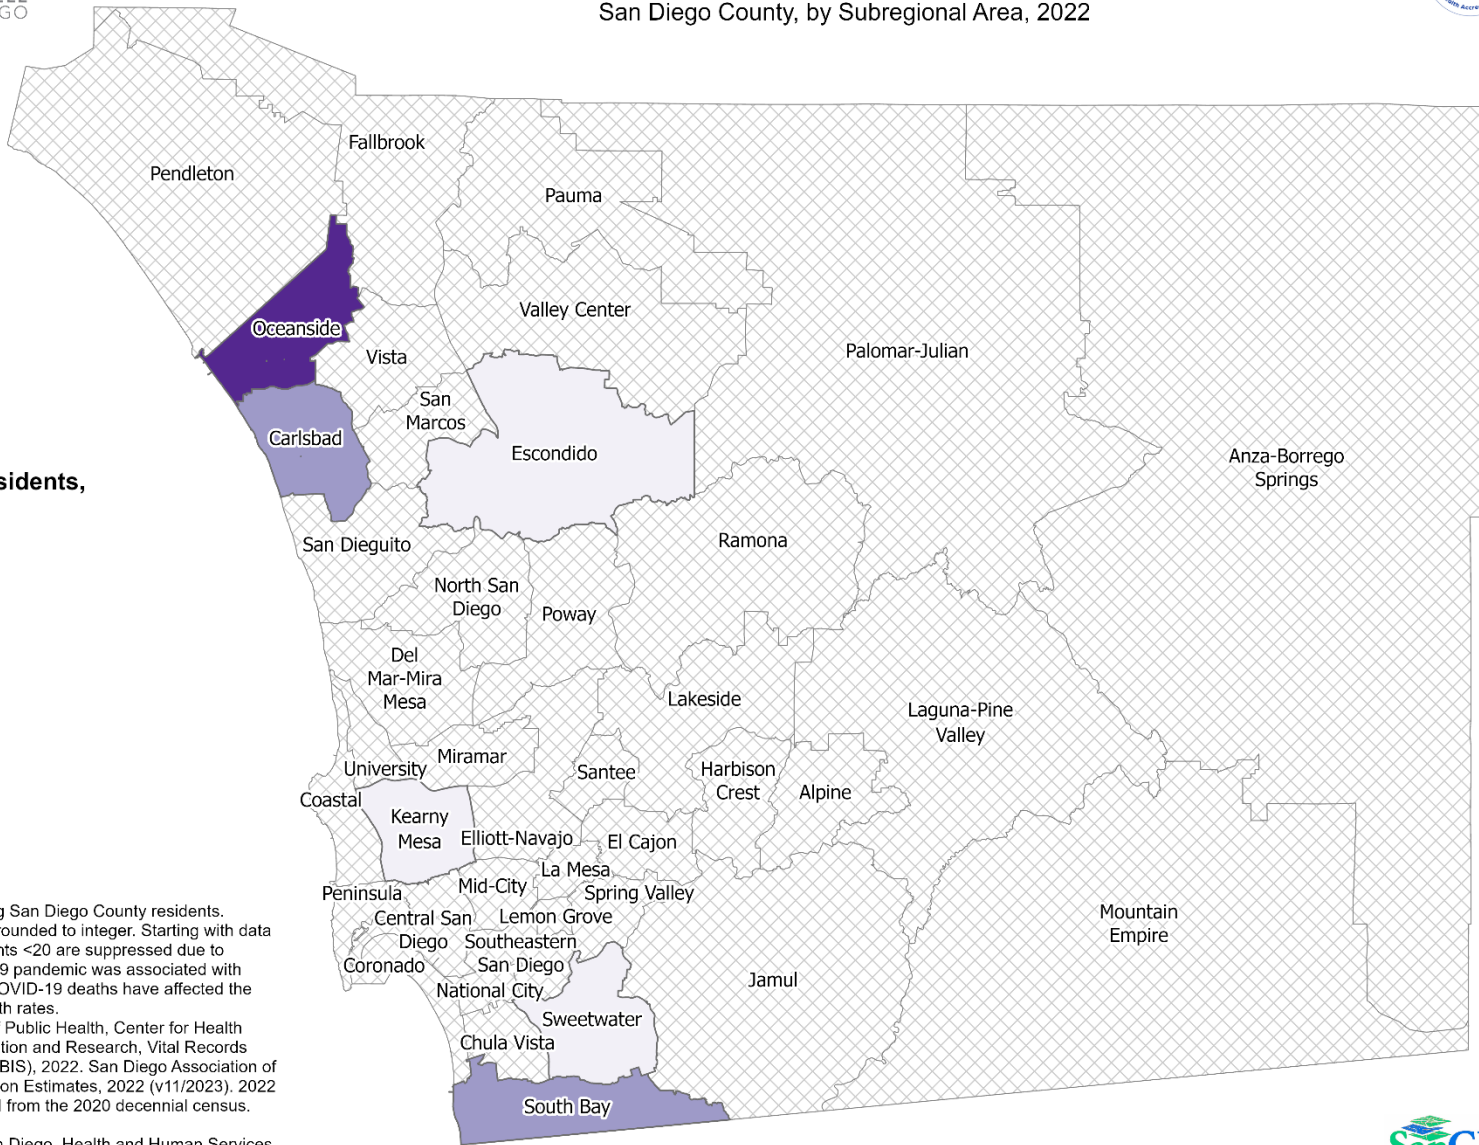 GO
San Diego County, by Subregional Area, 2022
Fallbrook
Pendleton
Pauma
Valley Center
Oceanside
Vista
Palomar-Julian
San
Marcos
Carlsbad
Escondido
Anza-Borrego
Springs
sidents,
Ramona
San Dieguito
North San
Diego
Poway
Del
Mar-Mira
Mesa
Lakeside
Laguna-Pine
Valley
Miramar
University
Santee
Harbison
Crest
Alpine
Coastal
Kearny
Mesa
Elliott-Navajo
El Cajon
La Mesa
Peninsula
Mid-City
Spring Valley
Central San
Diego
Lemon Grove
Southeastern
San Diego
Coronado
National City
Jamul
Mountain
Empire
Sweetwater
Chula Vista
South Bay
g San Diego County residents.
ounded to integer. Starting with data
nts <20 are suppressed due to
9 pandemic was associated with
OVID-19 deaths have affected the
th rates.
Public Health, Center for Health
tion and Research, Vital Records
BIS), 2022. San Diego Association of
on Estimates, 2022 (v11/2023). 2022
from the 2020 decennial census.
n Diego, Health and Human Services